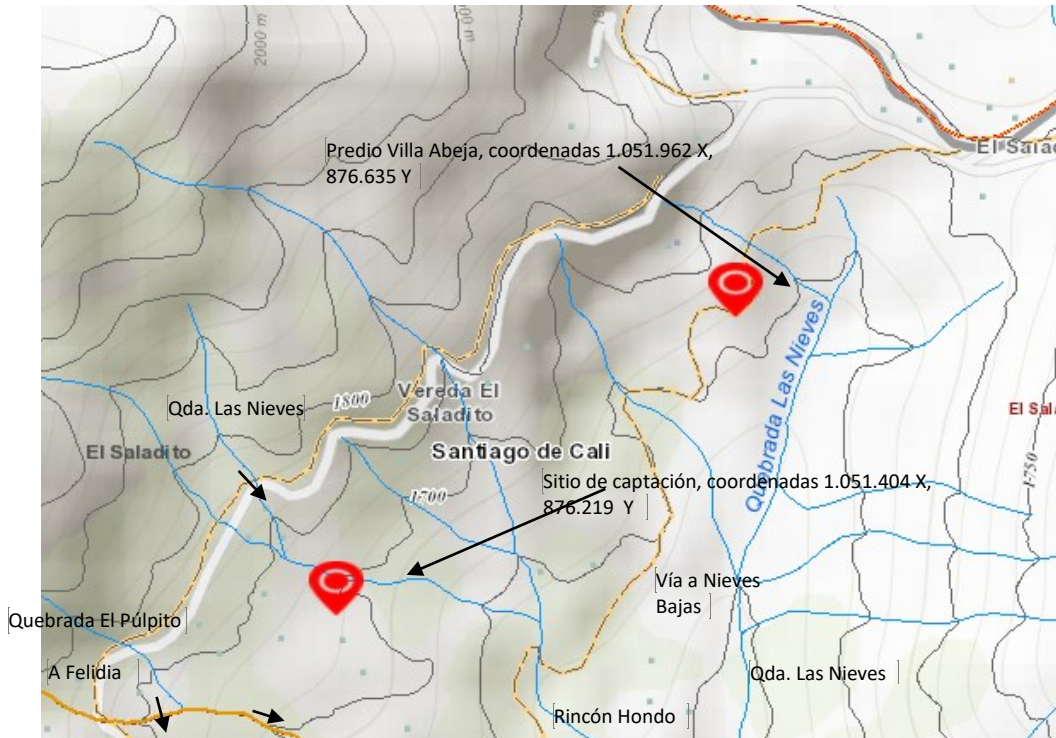 2000 m
00 m
El Salad
Predio Villa Abeja, coordenadas 1.051.962 X,
876.635 Y
Quebrada Las Nieves
Qda. Las Nieves
1800
Vereda El
Saladito
El Sal
El Saladito
Santiago de Cali
1750
1700
Sitio de captación, coordenadas 1.051.404 X,
876.219 Y
Vía a Nieves
Bajas
Quebrada El Púlpito
A Felidia
Qda. Las Nieves
Rincón Hondo